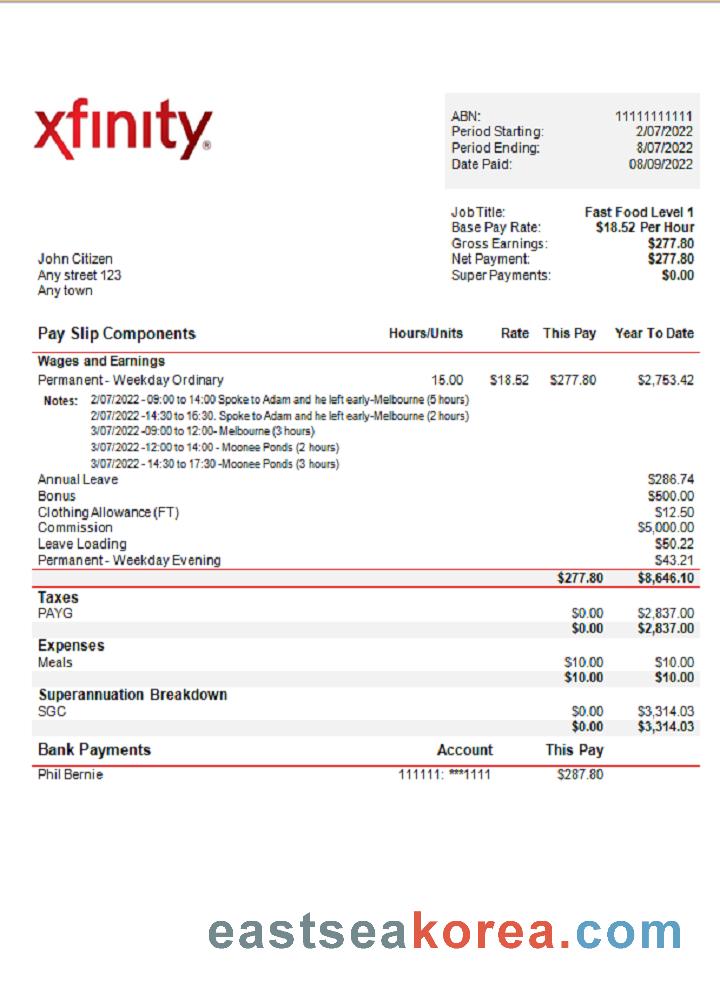 xfinity®
ABN: 11111111111
Period Starting: 2/07/2022
Period Ending: 8/07/2022
Date Paid: 08/09/2022
Job Title: Fast Food Level 1
Base Pay Rate: $18.52 Per Hour
Gross Earnings: $277.80
Net Payment: $277.80
Super Payments: $0.00
John Citizen
Any street 123
Any town
Pay Slip Components Hours/Units Rate This Pay Year To Date
Wages and Earnings
Permanent - Weekday Ordinary 15.00 $18.52 $277.80 $2,753.42
Notes: 2/07/2022 - 09:00 to 14:00 Spoke to Adam and he left early-Melbourne (5 hours)
2/07/2022 -14:30 to 16:30. Spoke to Adam and he left early-Melbourne (2 hours)
3/07/2022 -09:00 to 12:00- Melbourne (3 hours)
3/07/2022 -12:00 to 14:00 - Moonee Ponds (2 hours)
3/07/2022 - 14:30 to 17:30 -Moonee Ponds (3 hours)
Annual Leave $286.74
Bonus $500.00
Clothing Allowance (FT) $12.50
Commission $5,000.00
Leave Loading $50.22
Permanent - Weekday Evening $43.21
$277.80 $8,646.10
Taxes
PAYG $0.00 $2,837.00
$0.00 $2,837.00
Expenses
Meals $10.00 $10.00
$10.00 $10.00
Superannuation Breakdown
SGC $0.00 $3,314.03
$0.00 $3,314.03
Bank Payments Account This Pay
Phil Bernie 111111: ***1111 $287.80
eastseakorea.com